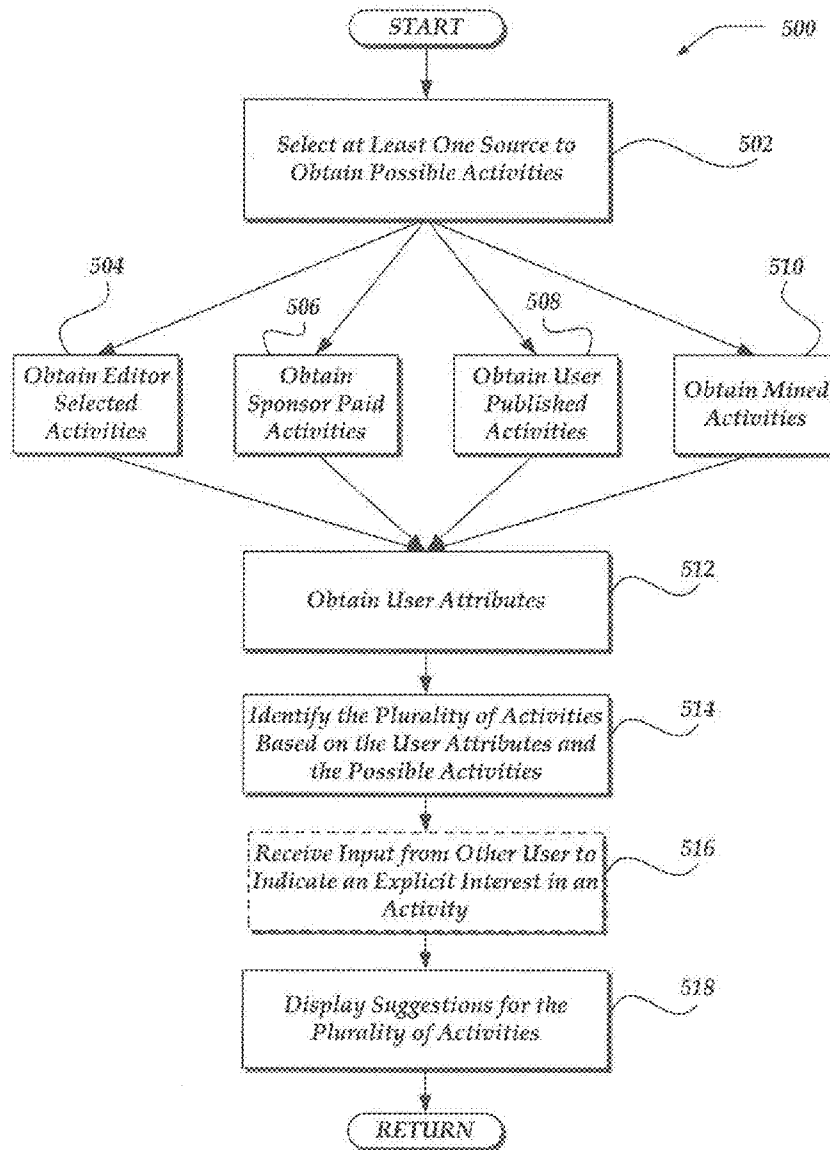 START
500
Select at Least One Source to
Obtain Possible Activities
502
504
506
508
510
Obtain Editor
Selected
Activities
Obtain
Sponsor Paid
Activities
Obtain User
Published
Activities
Obtain Mined
Activities
Obtain User Attributes
512
Identify the Plurality of Activities
Based on the User Attributes and
the Possible Activities
514
Receive Input from Other User to
Indicate an Explicit Interest in an
Activity
516
Display Suggestions for the
Plurality of Activities
518
RETURN